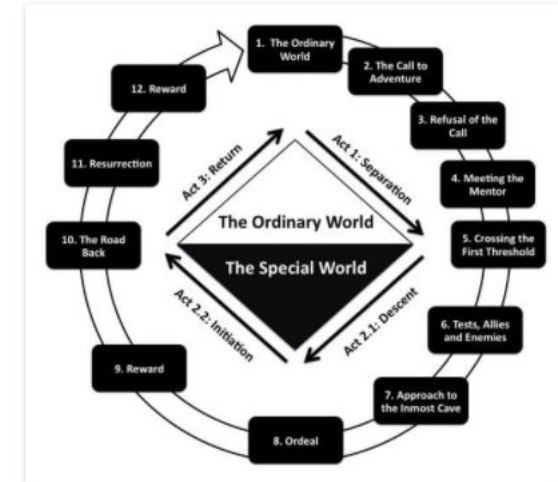 1. The Ordinary
World
2. The Call to
Adventure
3. Refusal of the
Call
4. Meeting the
Mentor
5. Crossing the
First Threshold
6. Tests, Allies
and Enemies
7. Approach to
the Inmost Cave
8. Ordeal
9. Reward
10. The Road
Back
11. Resurrection
12. Reward
Act 1: Separation
Act 2.1: Descent
Act 2.2: Initiation
Act 3: Return
The Ordinary World
The Special World